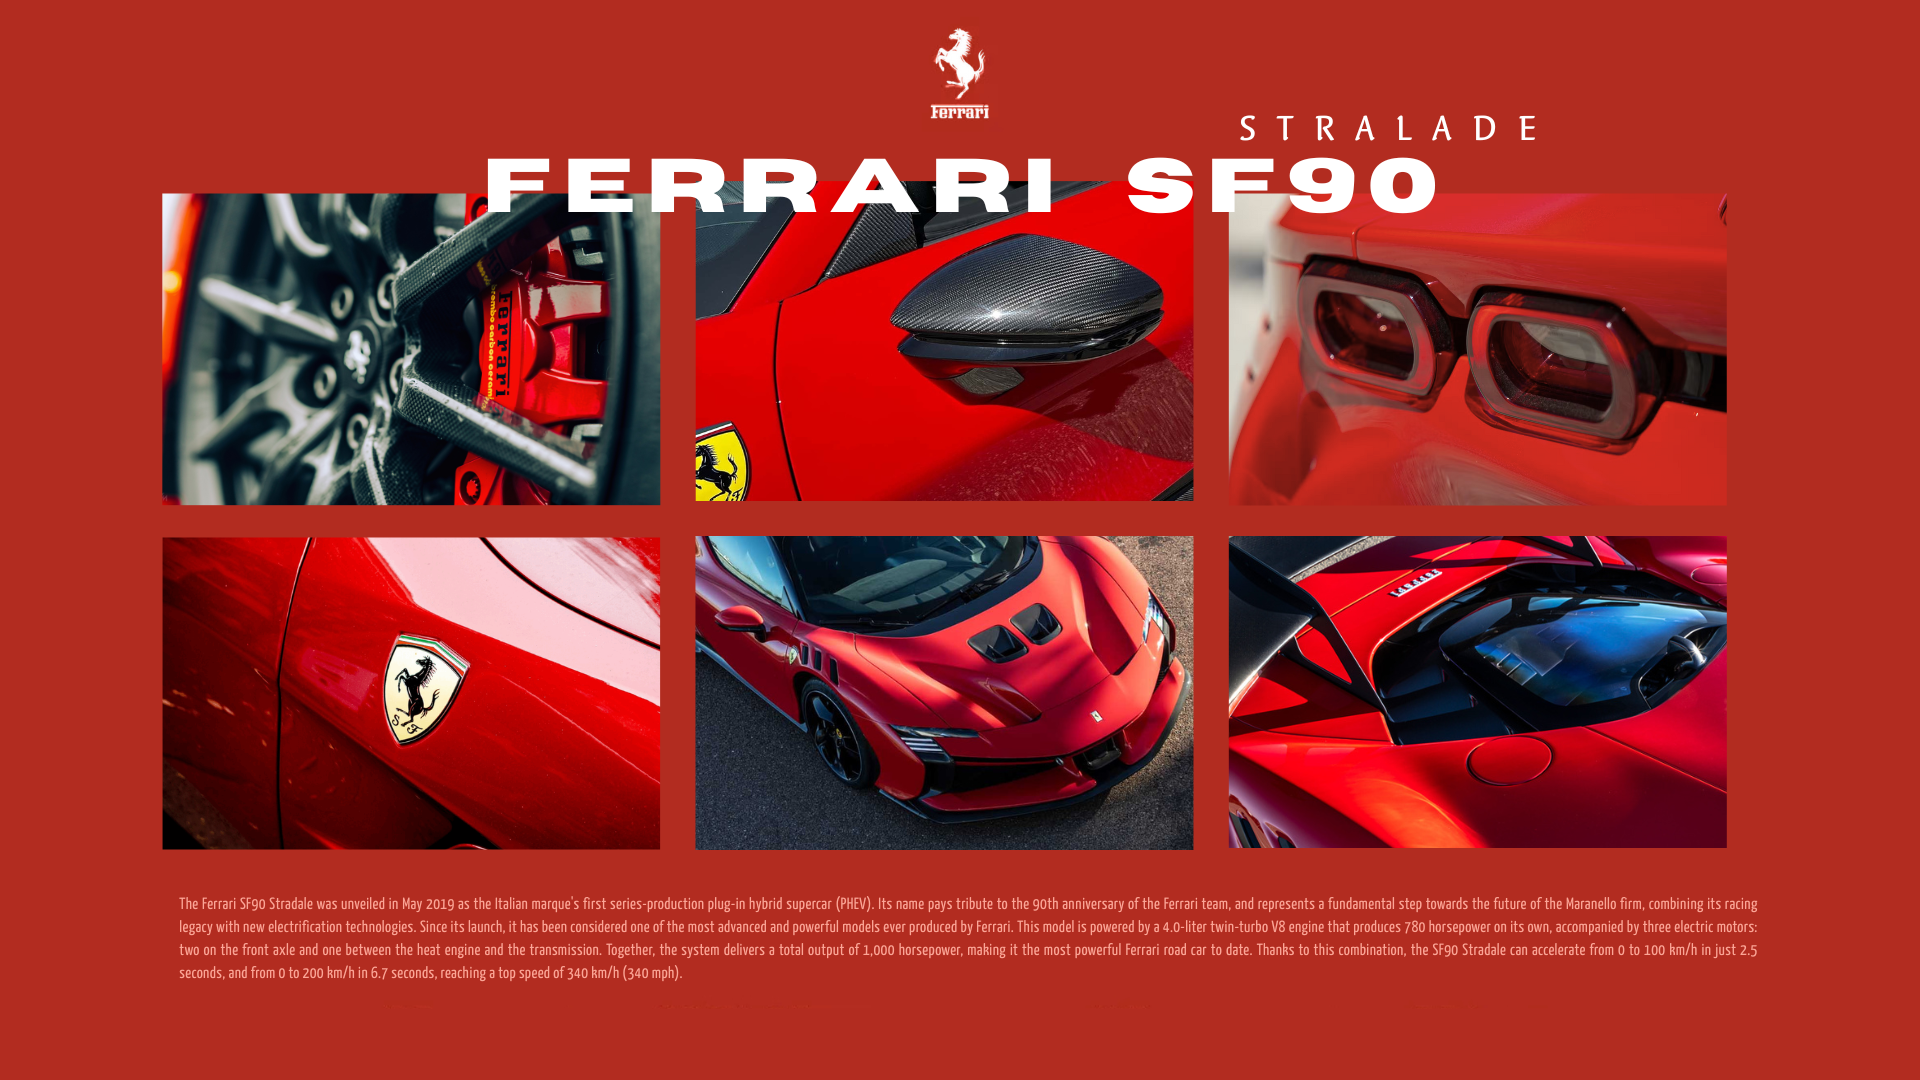 Ferrari
STRALADE
FERRARI SF90
Ferrari
brembo carbon ceramic
FERRARI
S F
The Ferrari SF90 Stradale was unveiled in May 2019 as the Italian marque's first series-production plug-in hybrid supercar (PHEV). Its name pays tribute to the 90th anniversary of the Ferrari team, and represents a fundamental step towards the future of the Maranello firm, combining its racing
legacy with new electrification technologies. Since its launch, it has been considered one of the most advanced and powerful models ever produced by Ferrari. This model is powered by a 4.0-liter twin-turbo V8 engine that produces 780 horsepower on its own, accompanied by three electric motors:
two on the front axle and one between the heat engine and the transmission. Together, the system delivers a total output of 1,000 horsepower, making it the most powerful Ferrari road car to date. Thanks to this combination, the SF90 Stradale can accelerate from 0 to 100 km/h in just 2.5
seconds, and from 0 to 200 km/h in 6.7 seconds, reaching a top speed of 340 km/h (340 mph).